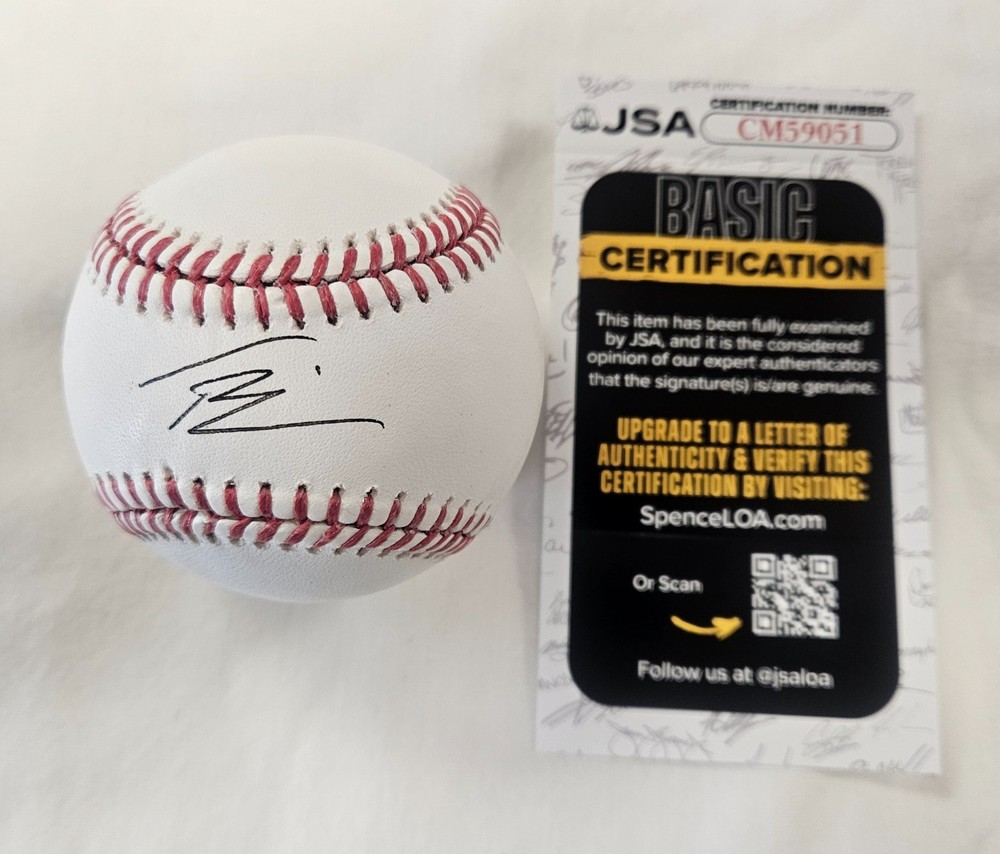 JSA
CERTIFICATION NUMBER:
CM59051
BASIC
CERTIFICATION
This item has been fully examined
by JSA, and it is the considered
opinion of our expert authenticators
that the signature(s) is/are genuine.
UPGRADE TO A LETTER OF
AUTHENTICITY & VERIFY THIS
CERTIFICATION BY VISITING:
SpenceLOA.com
Or Scan
Follow us at @jsaloa